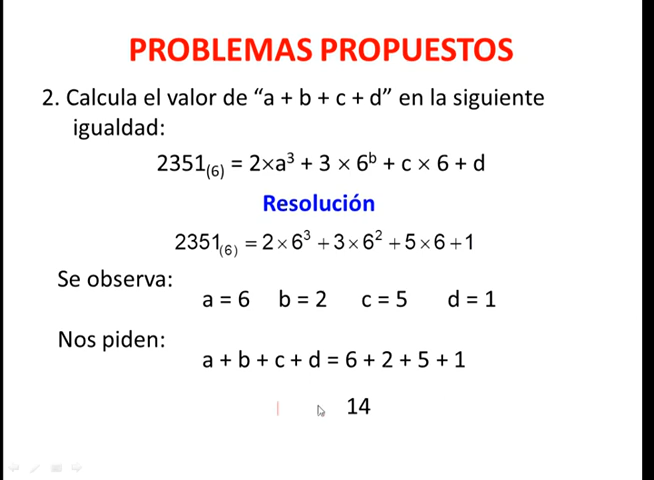 PROBLEMAS PROPUESTOS
2. Calcula el valor de “a + b + c + d” en la siguiente
igualdad:
2351₍₆₎ = 2×a³ + 3 × 6ᵇ + c × 6 + d
Resolución
2351₍₆₎ = 2 × 6³ + 3 × 6² + 5 × 6 + 1
Se observa:
a = 6 b = 2 c = 5 d = 1
Nos piden:
a + b + c + d = 6 + 2 + 5 + 1
14